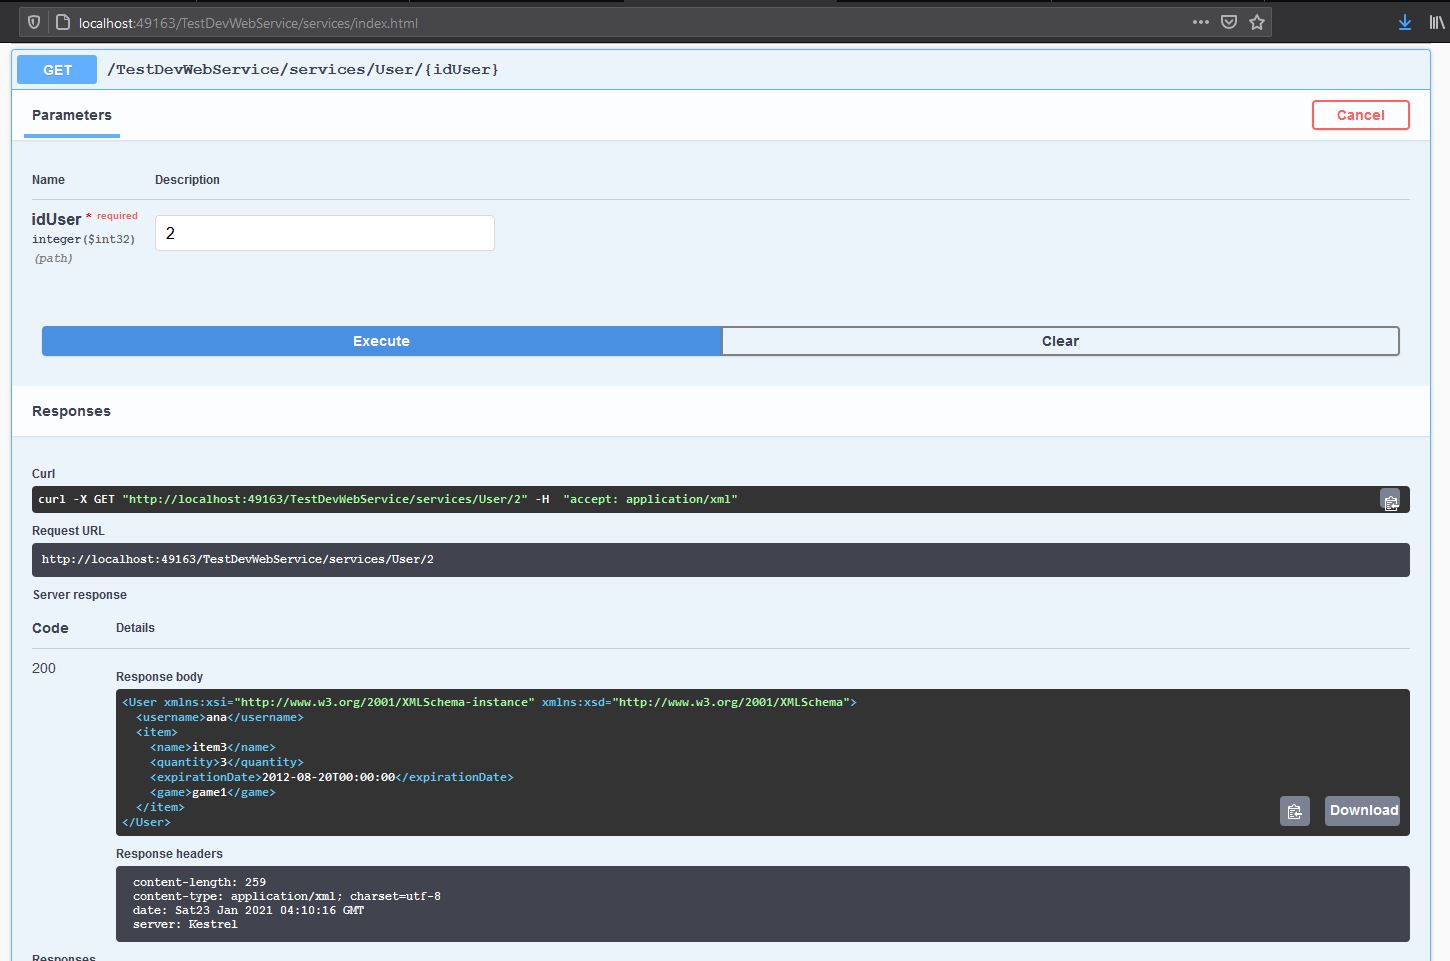 localhost:49163/TestDevWebService/services/index.html
GET /TestDevWebService/services/User/{idUser}
Parameters
Cancel
Name Description
idUser * required
2
integer($int32)
(path)
Execute Clear
Responses
Curl
curl -X GET "http://localhost:49163/TestDevWebService/services/User/2" -H  "accept: application/xml"
Request URL
http://localhost:49163/TestDevWebService/services/User/2
Server response
Code Details
200
Response body
<User xmlns:xsi="http://www.w3.org/2001/XMLSchema-instance" xmlns:xsd="http://www.w3.org/2001/XMLSchema">
  <username>ana</username>
  <item>
    <name>item3</name>
    <quantity>3</quantity>
    <expirationDate>2012-08-20T00:00:00</expirationDate>
    <game>game1</game>
  </item>
</User>
Download
Response headers
content-length: 259
content-type: application/xml; charset=utf-8
date: Sat23 Jan 2021 04:10:16 GMT
server: Kestrel
Responses